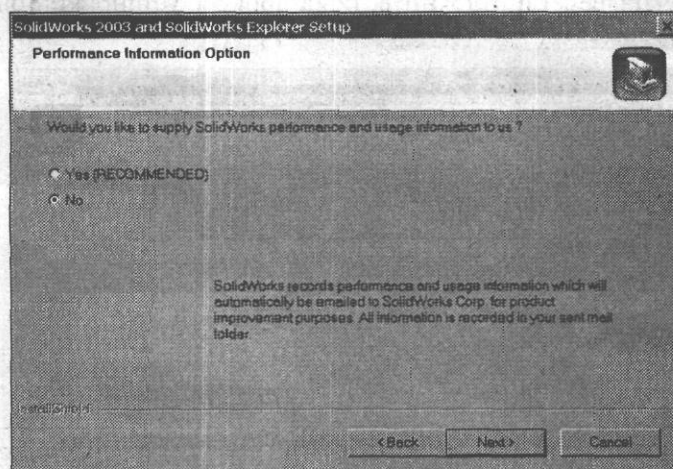 SolidWorks 2003 and SolidWorks Explorer Setup
Performance Information Option
Would you like to supply SolidWorks performance and usage information to us ?
Yes (RECOMMENDED)
No
SolidWorks records performance and usage information which will
automatically be emailed to SolidWorks Corp. for product
improvement purposes. All information is recorded in your sent mail
folder.
InstallShield
< Back
Next >
Cancel